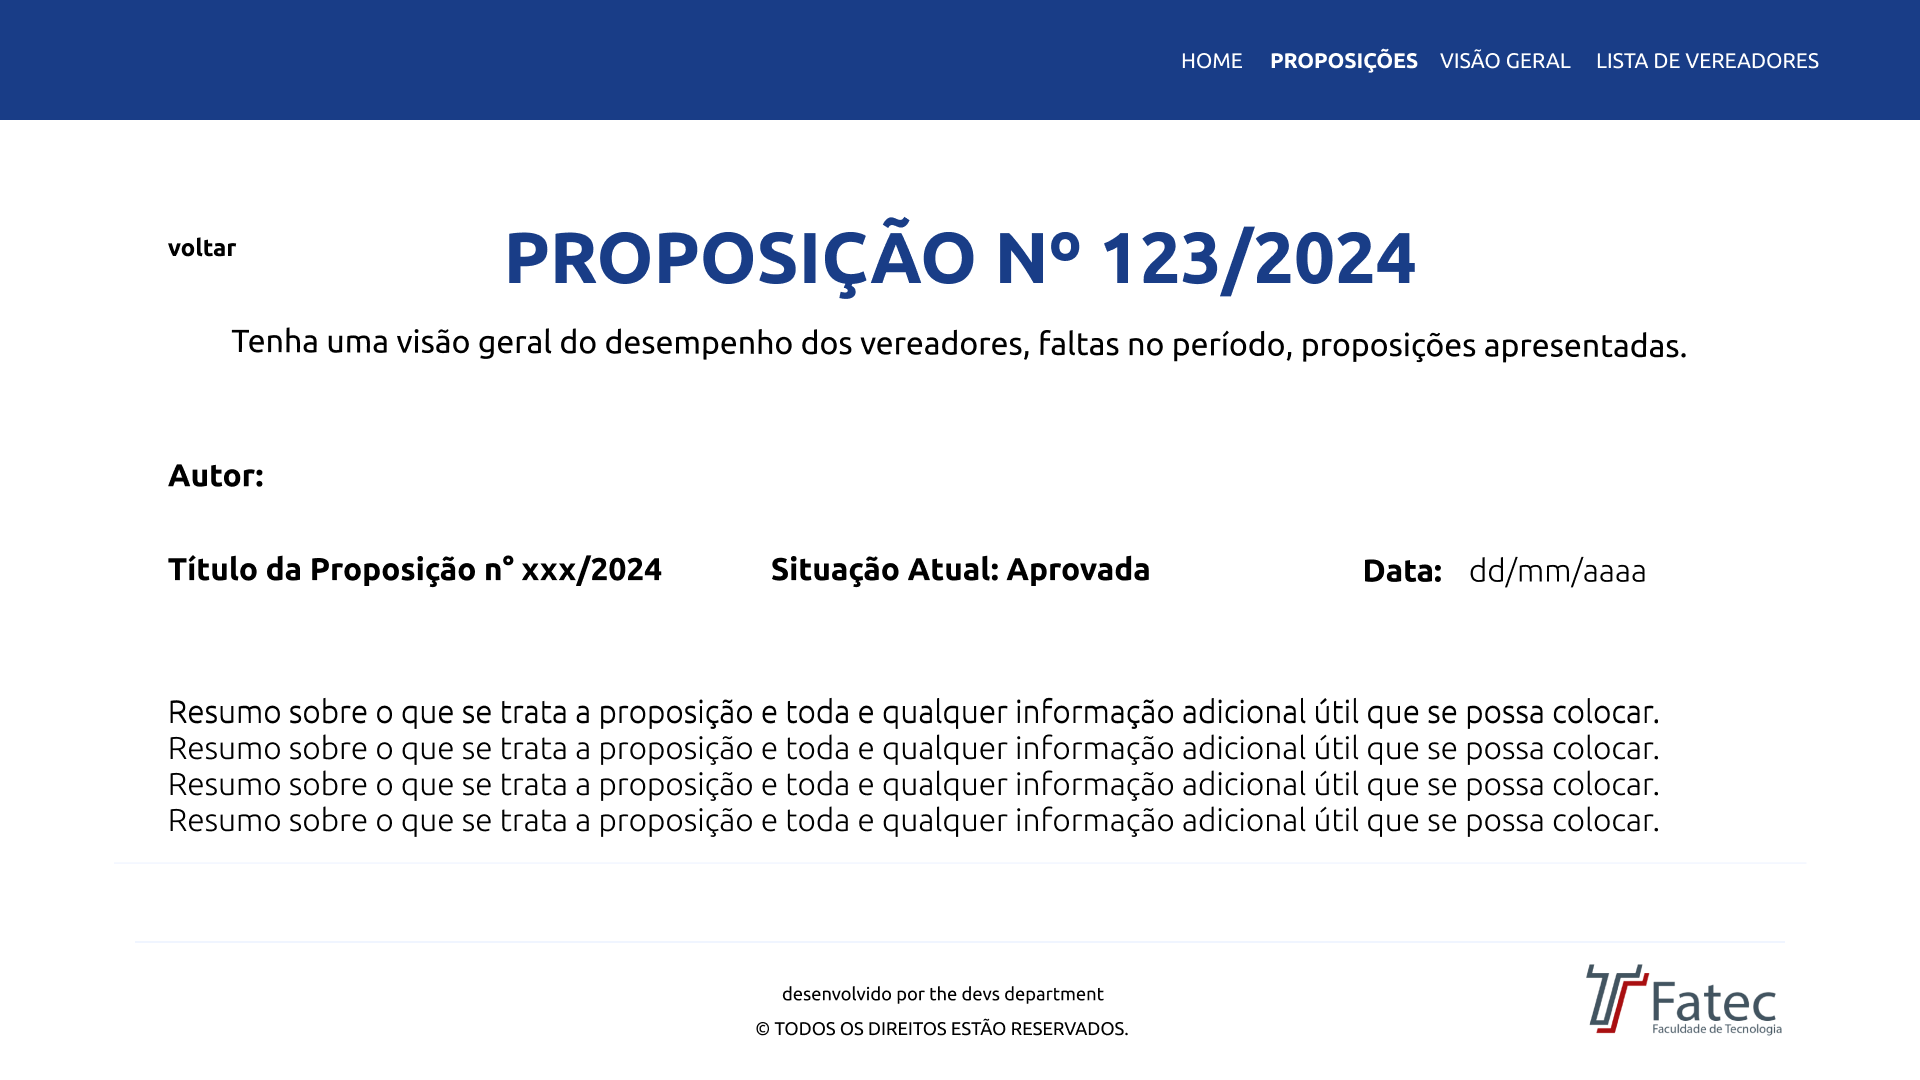 HOME PROPOSIÇÕES VISÃO GERAL LISTA DE VEREADORES
voltar
PROPOSIÇÃO Nº 123/2024
Tenha uma visão geral do desempenho dos vereadores, faltas no período, proposições apresentadas.
Autor:
Título da Proposição n° xxx/2024 Situação Atual: Aprovada Data: dd/mm/aaaa
Resumo sobre o que se trata a proposição e toda e qualquer informação adicional útil que se possa colocar.
Resumo sobre o que se trata a proposição e toda e qualquer informação adicional útil que se possa colocar.
Resumo sobre o que se trata a proposição e toda e qualquer informação adicional útil que se possa colocar.
Resumo sobre o que se trata a proposição e toda e qualquer informação adicional útil que se possa colocar.
desenvolvido por the devs department
© TODOS OS DIREITOS ESTÃO RESERVADOS.
Fatec
Faculdade de Tecnologia